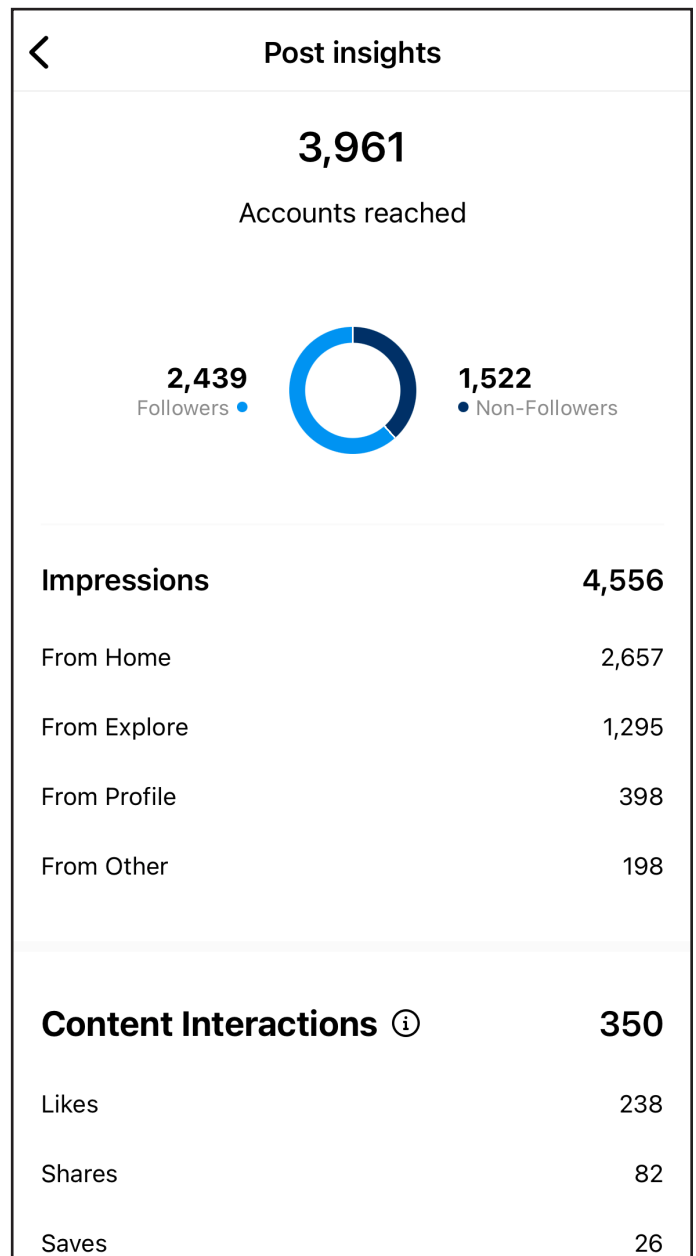 Post insights
3,961
Accounts reached
2,439
Followers
1,522
Non-Followers
Impressions 4,556
From Home 2,657
From Explore 1,295
From Profile 398
From Other 198
Content Interactions 350
Likes 238
Shares 82
Saves 26